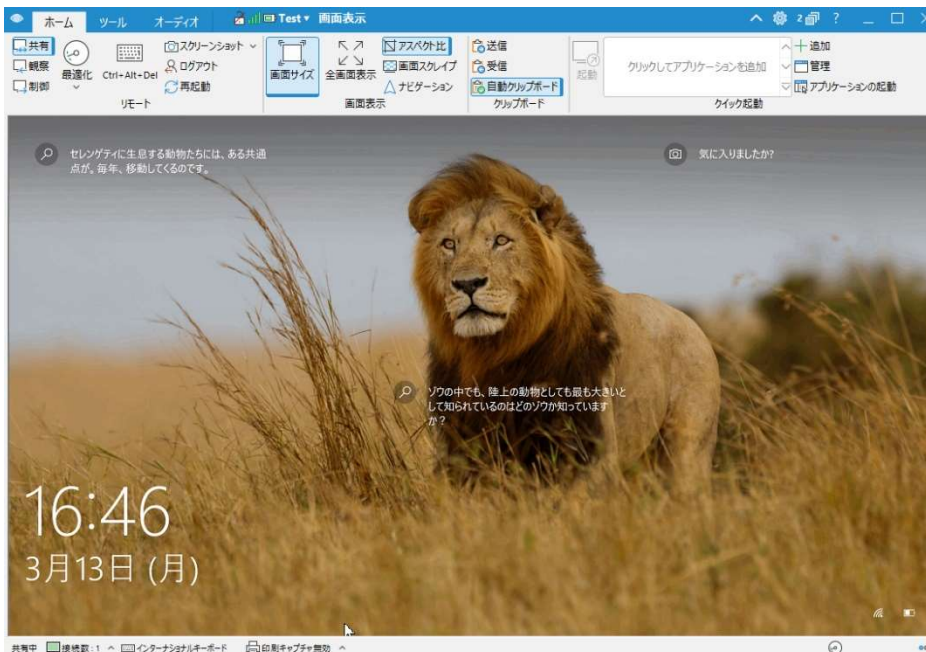 ホーム ツール オーディオ Test 画面表示 2 ?
共有 観察 制御
最適化 Ctrl+Alt+Del
スクリーンショット
ログアウト
再起動
リモート
画面サイズ 全画面表示
アスペクト比
画面スクレイプ
ナビゲーション
画面表示
送信
受信
自動クリップボード
クリップボード
起動 クリックしてアプリケーションを追加
追加
管理
アプリケーションの起動
クイック起動
セレンゲティに生息する動物たちには、ある共通
点が。毎年、移動してくるのです。
気に入りましたか?
ゾウの中でも、陸上の動物としても最も大きいと
して知られているのはどのゾウか知っています
か?
16:46
3月13日 (月)
共有中 接続数:1 インターナショナルキーボード 印刷キャプチャ無効